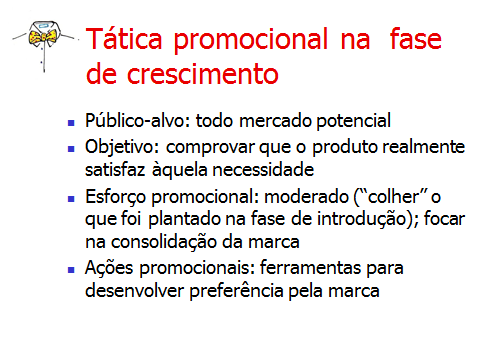 Tática promocional na fase
de crescimento
Público-alvo: todo mercado potencial
Objetivo: comprovar que o produto realmente
satisfaz àquela necessidade
Esforço promocional: moderado (“colher” o
que foi plantado na fase de introdução); focar
na consolidação da marca
Ações promocionais: ferramentas para
desenvolver preferência pela marca